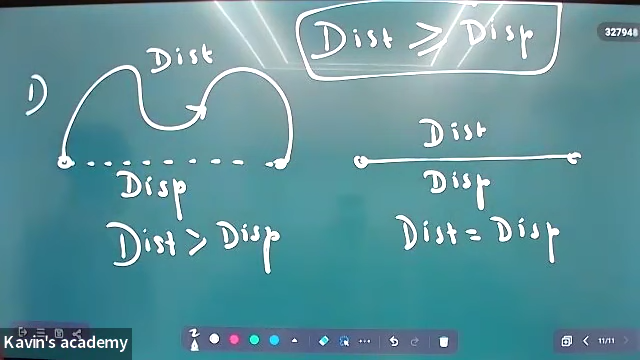 Dist ≥ Disp
327948
1)
Dist
Disp
Dist > Disp
Dist
Disp
Dist = Disp
Kavin's academy
11/11